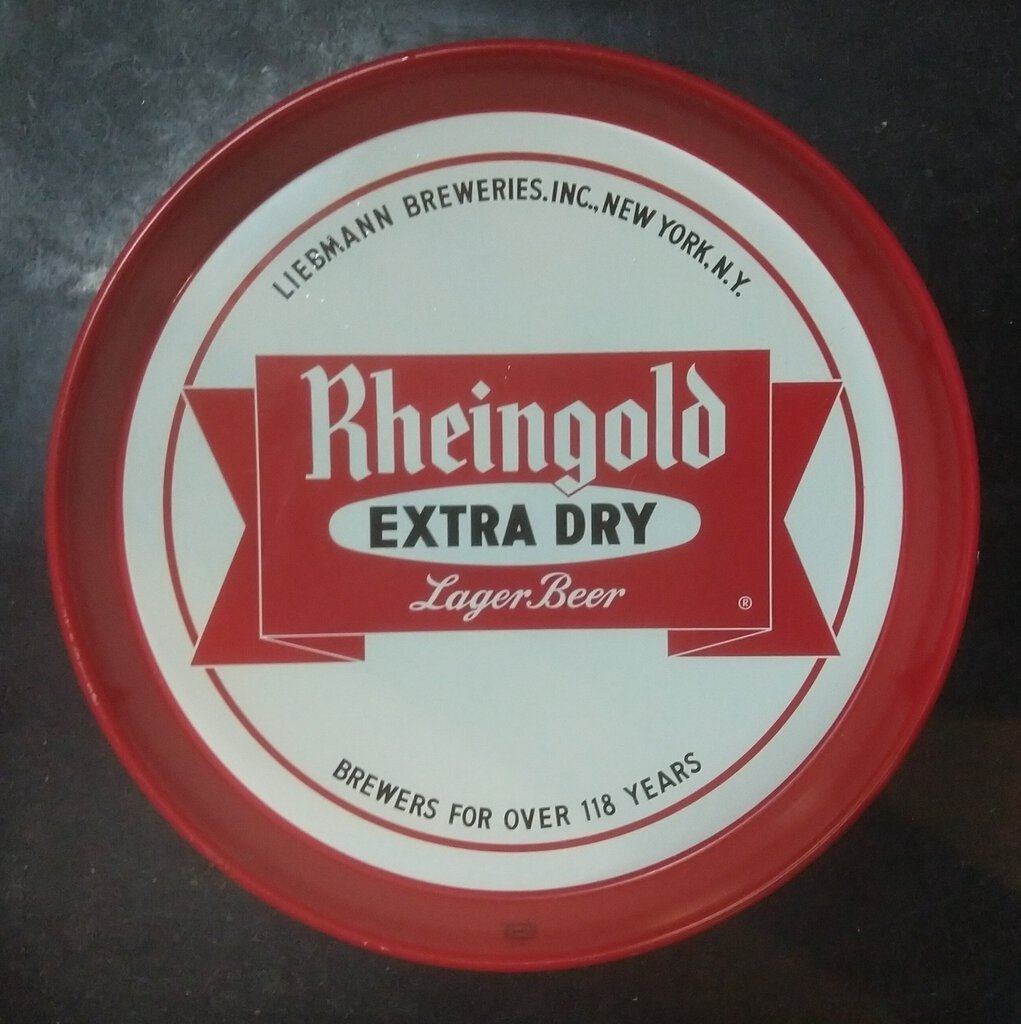 LIEBMANN BREWERIES.INC., NEW YORK, N.Y.
Rheingold
EXTRA DRY
Lager Beer
®
BREWERS FOR OVER 118 YEARS